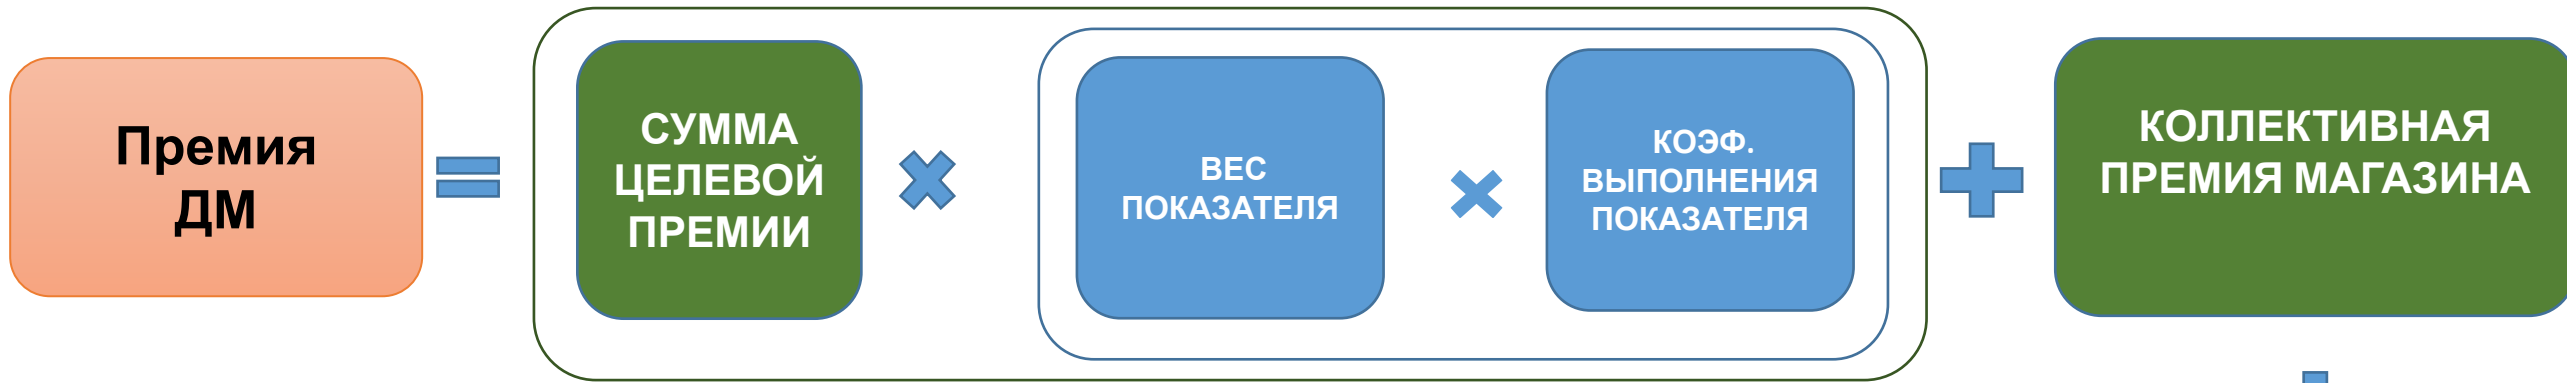 Премия
ДМ
СУММА
ЦЕЛЕВОЙ
ПРЕМИИ
ВЕС
ПОКАЗАТЕЛЯ
КОЭФ.
ВЫПОЛНЕНИЯ
ПОКАЗАТЕЛЯ
КОЛЛЕКТИВНАЯ
ПРЕМИЯ МАГАЗИНА